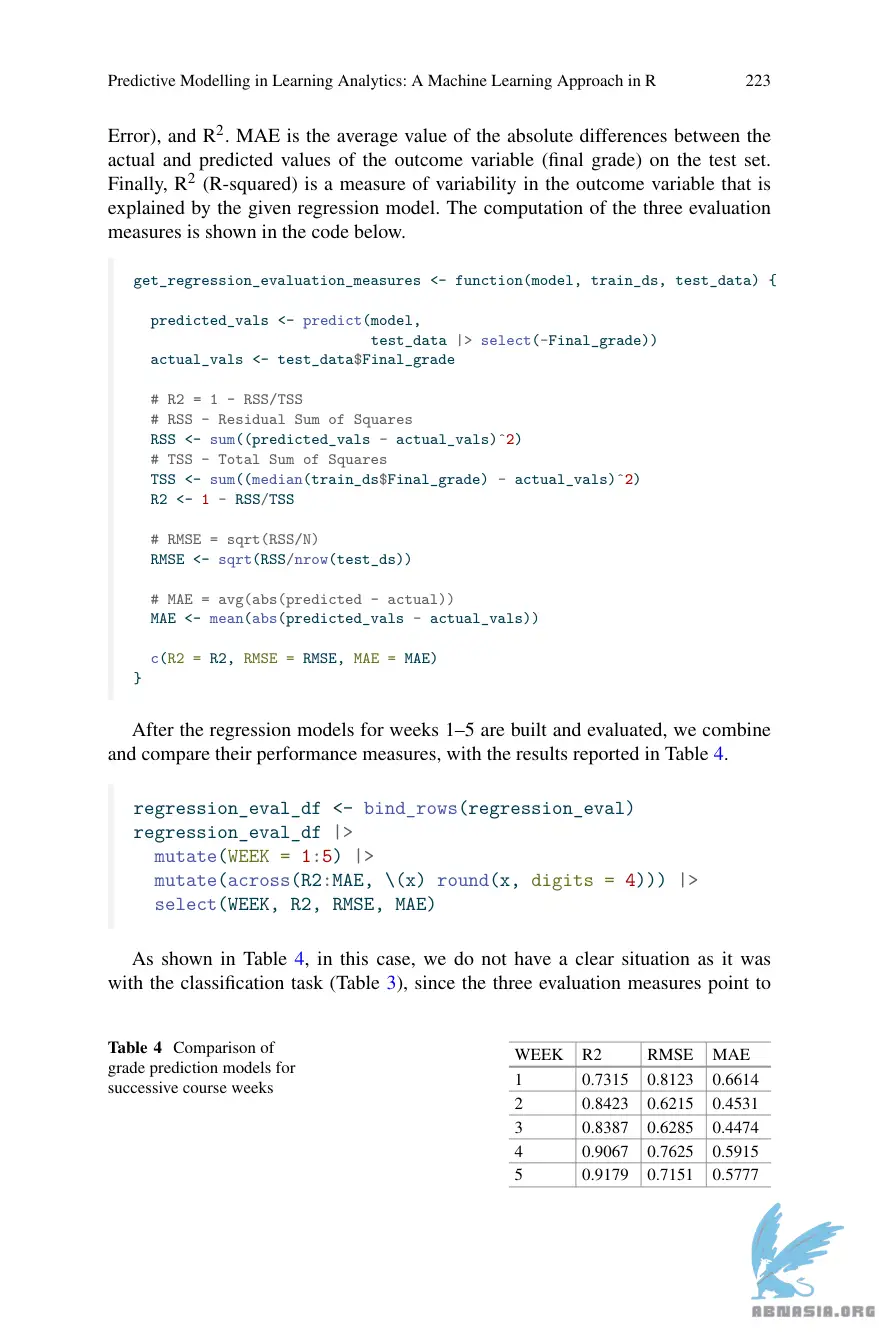 Predictive Modelling in Learning Analytics: A Machine Learning Approach in R 223
Error), and R². MAE is the average value of the absolute differences between the
actual and predicted values of the outcome variable (final grade) on the test set.
Finally, R² (R-squared) is a measure of variability in the outcome variable that is
explained by the given regression model. The computation of the three evaluation
measures is shown in the code below.
get_regression_evaluation_measures <- function(model, train_ds, test_data) {
predicted_vals <- predict(model,
test_data |> select(-Final_grade))
actual_vals <- test_data$Final_grade
# R2 = 1 - RSS/TSS
# RSS - Residual Sum of Squares
RSS <- sum((predicted_vals - actual_vals)^2)
# TSS - Total Sum of Squares
TSS <- sum((median(train_ds$Final_grade) - actual_vals)^2)
R2 <- 1 - RSS/TSS
# RMSE = sqrt(RSS/N)
RMSE <- sqrt(RSS/nrow(test_ds))
# MAE = avg(abs(predicted - actual))
MAE <- mean(abs(predicted_vals - actual_vals))
c(R2 = R2, RMSE = RMSE, MAE = MAE)
}
After the regression models for weeks 1–5 are built and evaluated, we combine
and compare their performance measures, with the results reported in Table 4.
regression_eval_df <- bind_rows(regression_eval)
regression_eval_df |>
mutate(WEEK = 1:5) |>
mutate(across(R2:MAE, \(x) round(x, digits = 4))) |>
select(WEEK, R2, RMSE, MAE)
As shown in Table 4, in this case, we do not have a clear situation as it was
with the classification task (Table 3), since the three evaluation measures point to
Table 4 Comparison of
grade prediction models for
successive course weeks
WEEK R2 RMSE MAE
1 0.7315 0.8123 0.6614
2 0.8423 0.6215 0.4531
3 0.8387 0.6285 0.4474
4 0.9067 0.7625 0.5915
5 0.9179 0.7151 0.5777
ABNASIA.ORG